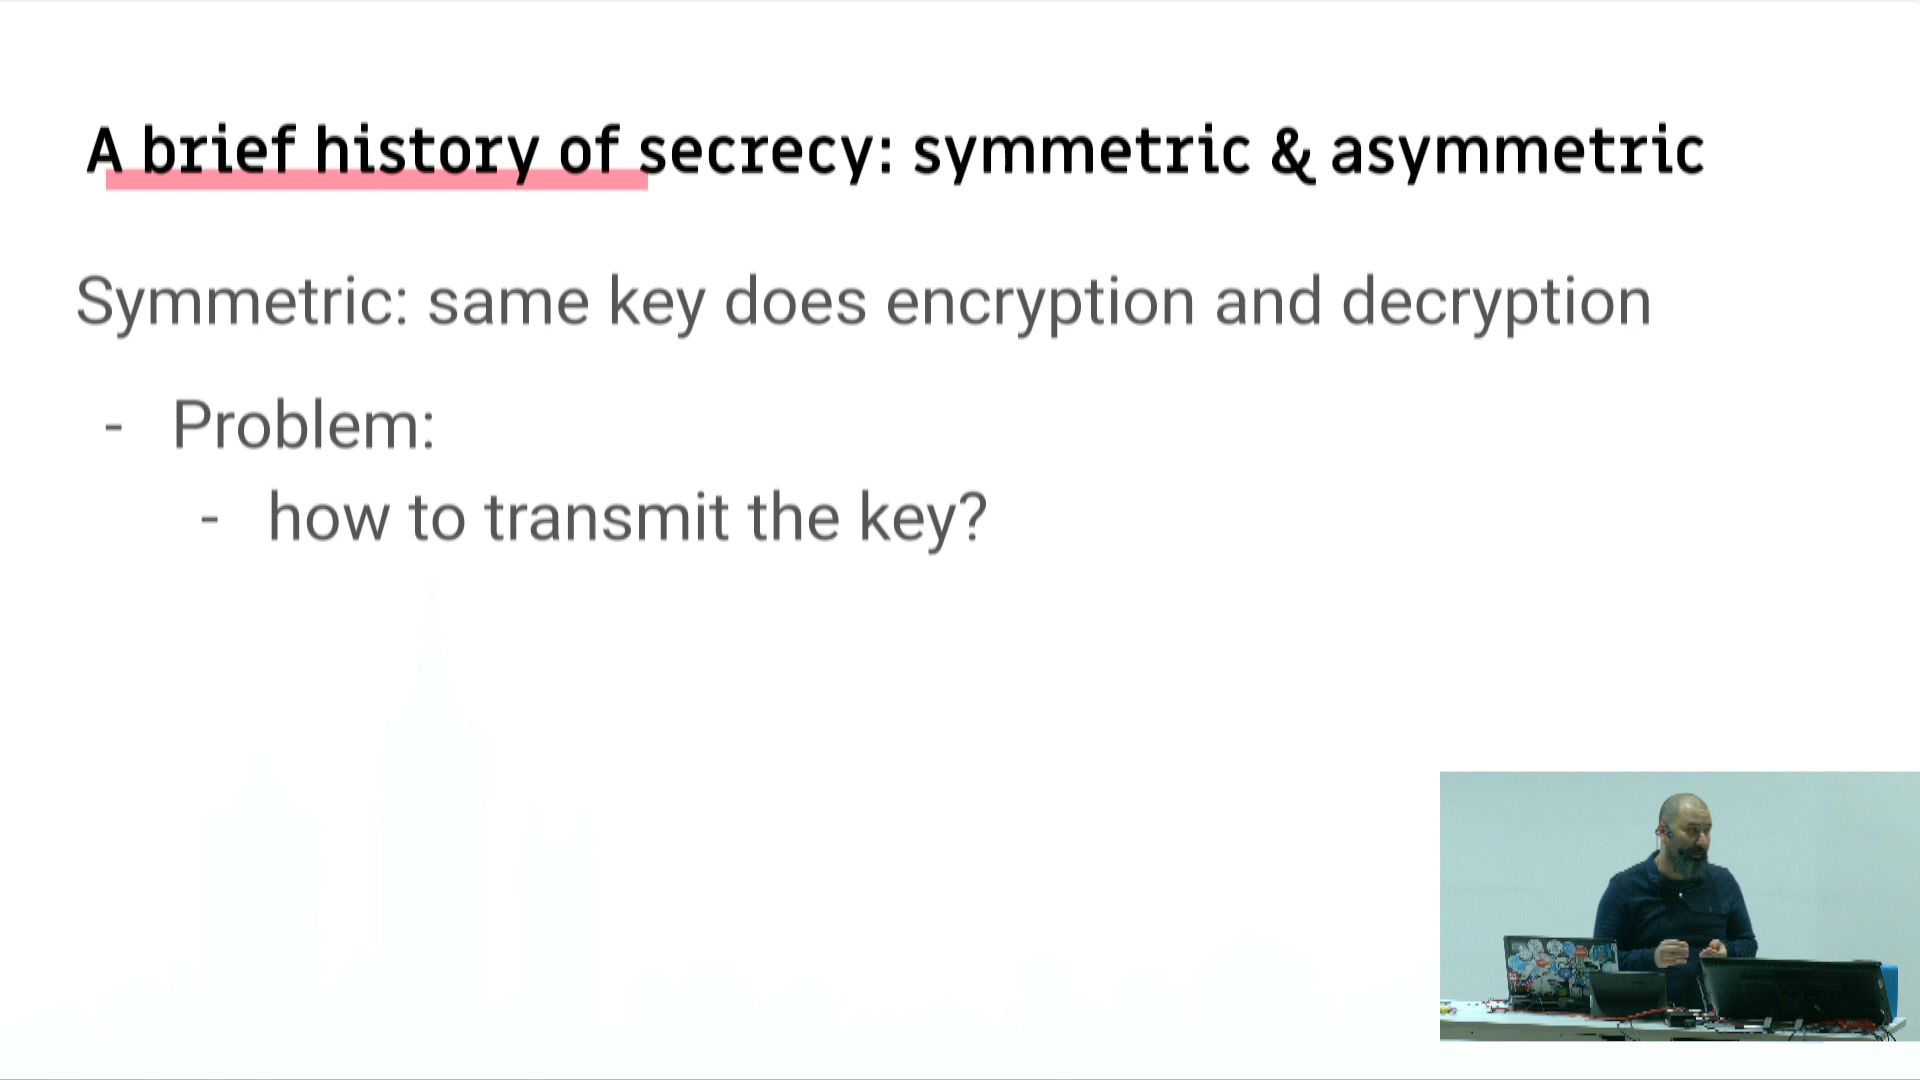 A brief history of secrecy: symmetric & asymmetric
Symmetric: same key does encryption and decryption
- Problem:
- how to transmit the key?